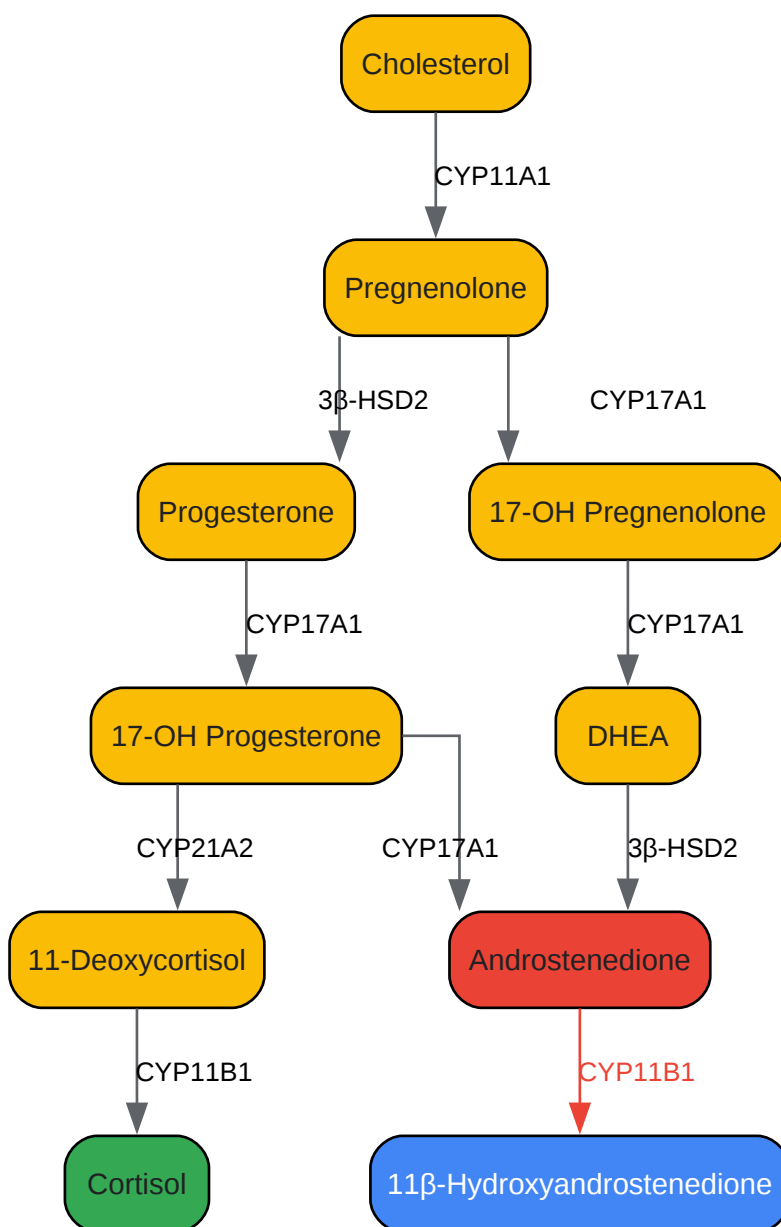 Cholesterol
CYP11A1
Pregnenolone
3β-HSD2
CYP17A1
Progesterone
17-OH Pregnenolone
CYP17A1
CYP17A1
17-OH Progesterone
DHEA
CYP21A2
CYP17A1
3β-HSD2
11-Deoxycortisol
Androstenedione
CYP11B1
CYP11B1
Cortisol
11β-Hydroxyandrostenedione